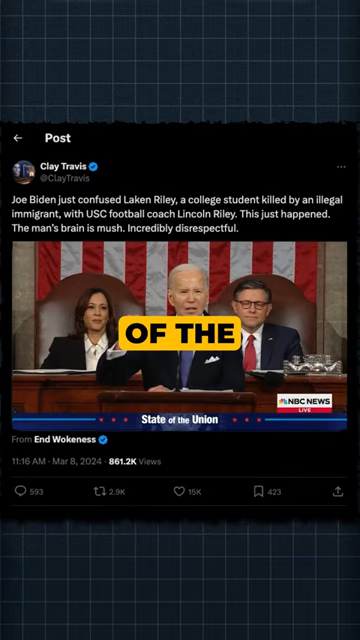 Post
Clay Travis
@ClayTravis
Joe Biden just confused Laken Riley, a college student killed by an illegal
immigrant, with USC football coach Lincoln Riley. This just happened.
The man's brain is mush. Incredibly disrespectful.
OF THE
NBC NEWS
LIVE
State of the Union
From End Wokeness
11:16 AM · Mar 8, 2024 · 861.2K Views
593 2.9K 15K 423